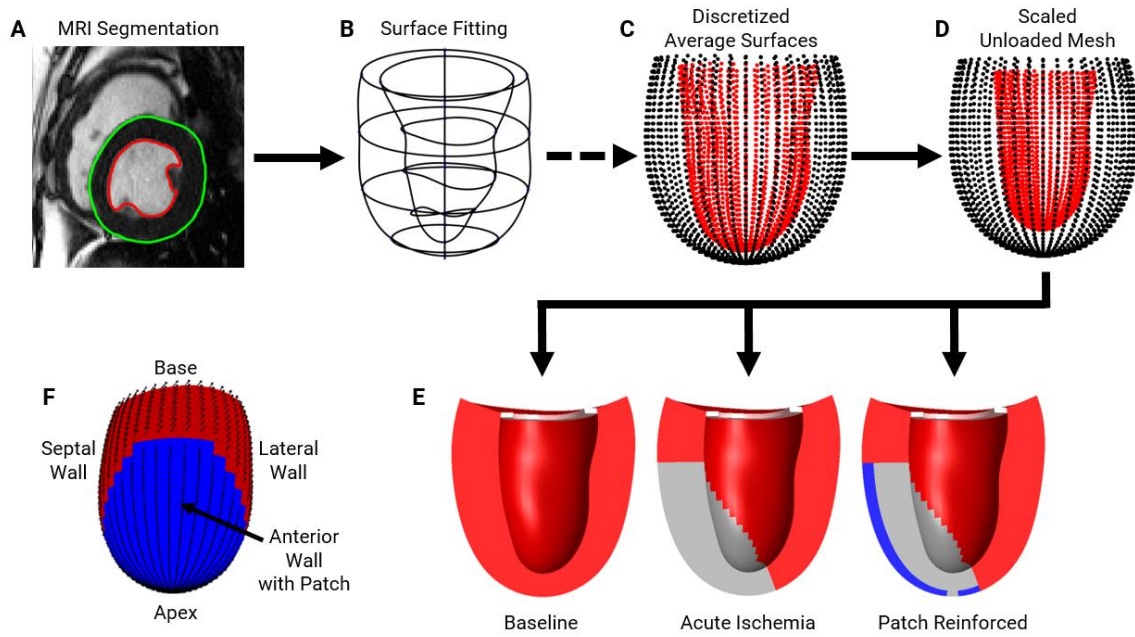 A
MRI Segmentation
B
Surface Fitting
C
Discretized
Average Surfaces
D
Scaled
Unloaded Mesh
F
Base
Septal
Wall
Lateral
Wall
Anterior
Wall
with Patch
Apex
E
Baseline
Acute Ischemia
Patch Reinforced